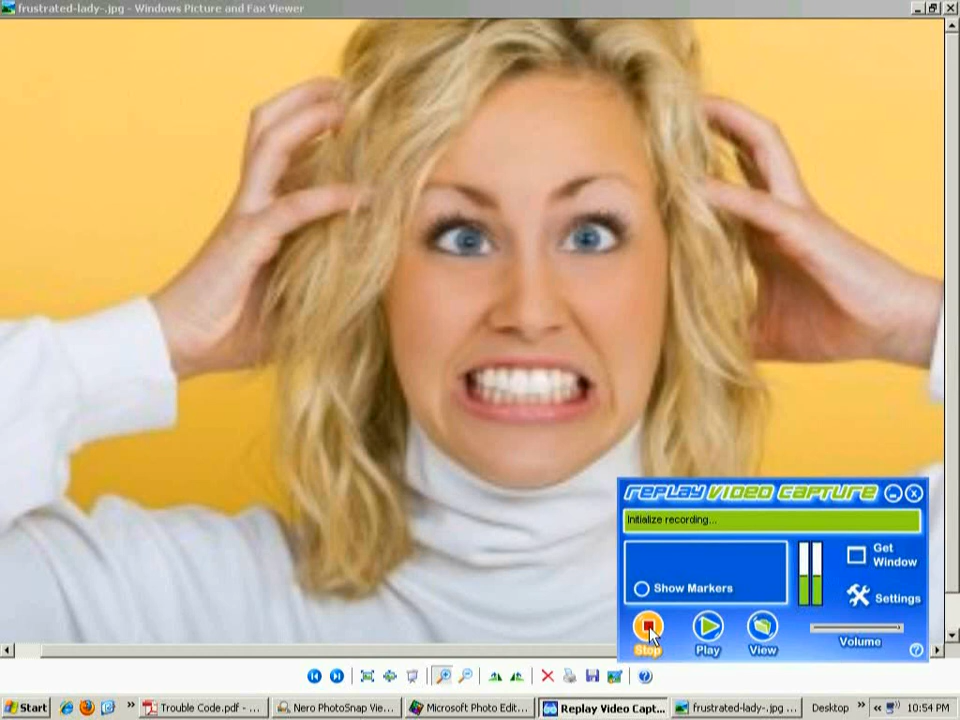 frustrated-lady-.jpg - Windows Picture and Fax Viewer
REPLAY VIDEO CAPTURE
Initialize recording...
Get
Window
Show Markers
Settings
Stop
Play
View
Volume
Start
Trouble Code.pdf - ...
Nero PhotoSnap Vie...
Microsoft Photo Edit...
Replay Video Capt...
frustrated-lady-.jpg ...
Desktop
10:54 PM